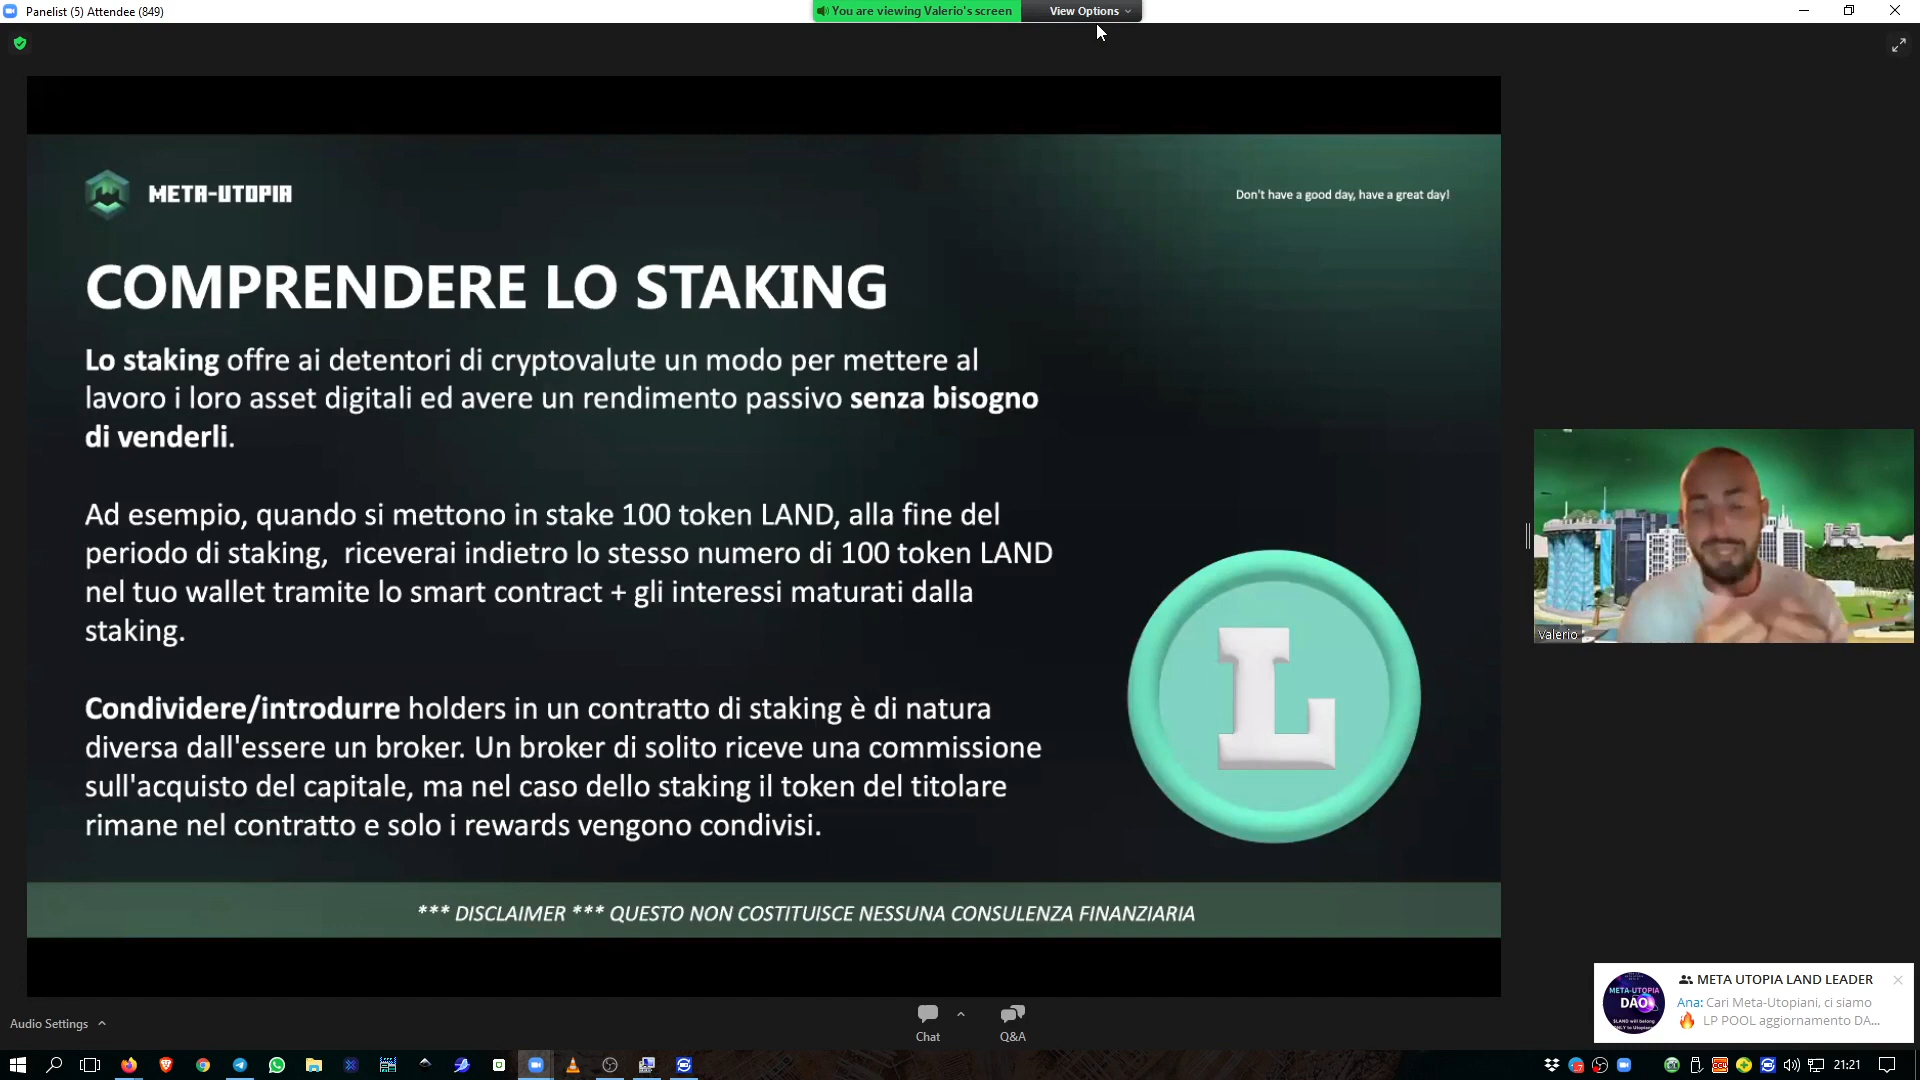 Panelist (5) Attendee (849)
You are viewing Valerio's screen
View Options
META-UTOPIA
Don't have a good day, have a great day!
COMPRENDERE LO STAKING
Lo staking offre ai detentori di cryptovalute un modo per mettere al
lavoro i loro asset digitali ed avere un rendimento passivo senza bisogno
di venderli.
Ad esempio, quando si mettono in stake 100 token LAND, alla fine del
periodo di staking, riceverai indietro lo stesso numero di 100 token LAND
nel tuo wallet tramite lo smart contract + gli interessi maturati dalla
staking.
Condividere/introdurre holders in un contratto di staking è di natura
diversa dall'essere un broker. Un broker di solito riceve una commissione
sull'acquisto del capitale, ma nel caso dello staking il token del titolare
rimane nel contratto e solo i rewards vengono condivisi.
L
*** DISCLAIMER *** QUESTO NON COSTITUISCE NESSUNA CONSULENZA FINANZIARIA
Valerio
META UTOPIA LAND LEADER
Ana: Cari Meta-Utopiani, ci siamo
🔥 LP POOL aggiornamento DA...
META-UTOPIA
DAO
Audio Settings
Chat
Q&A
21:21